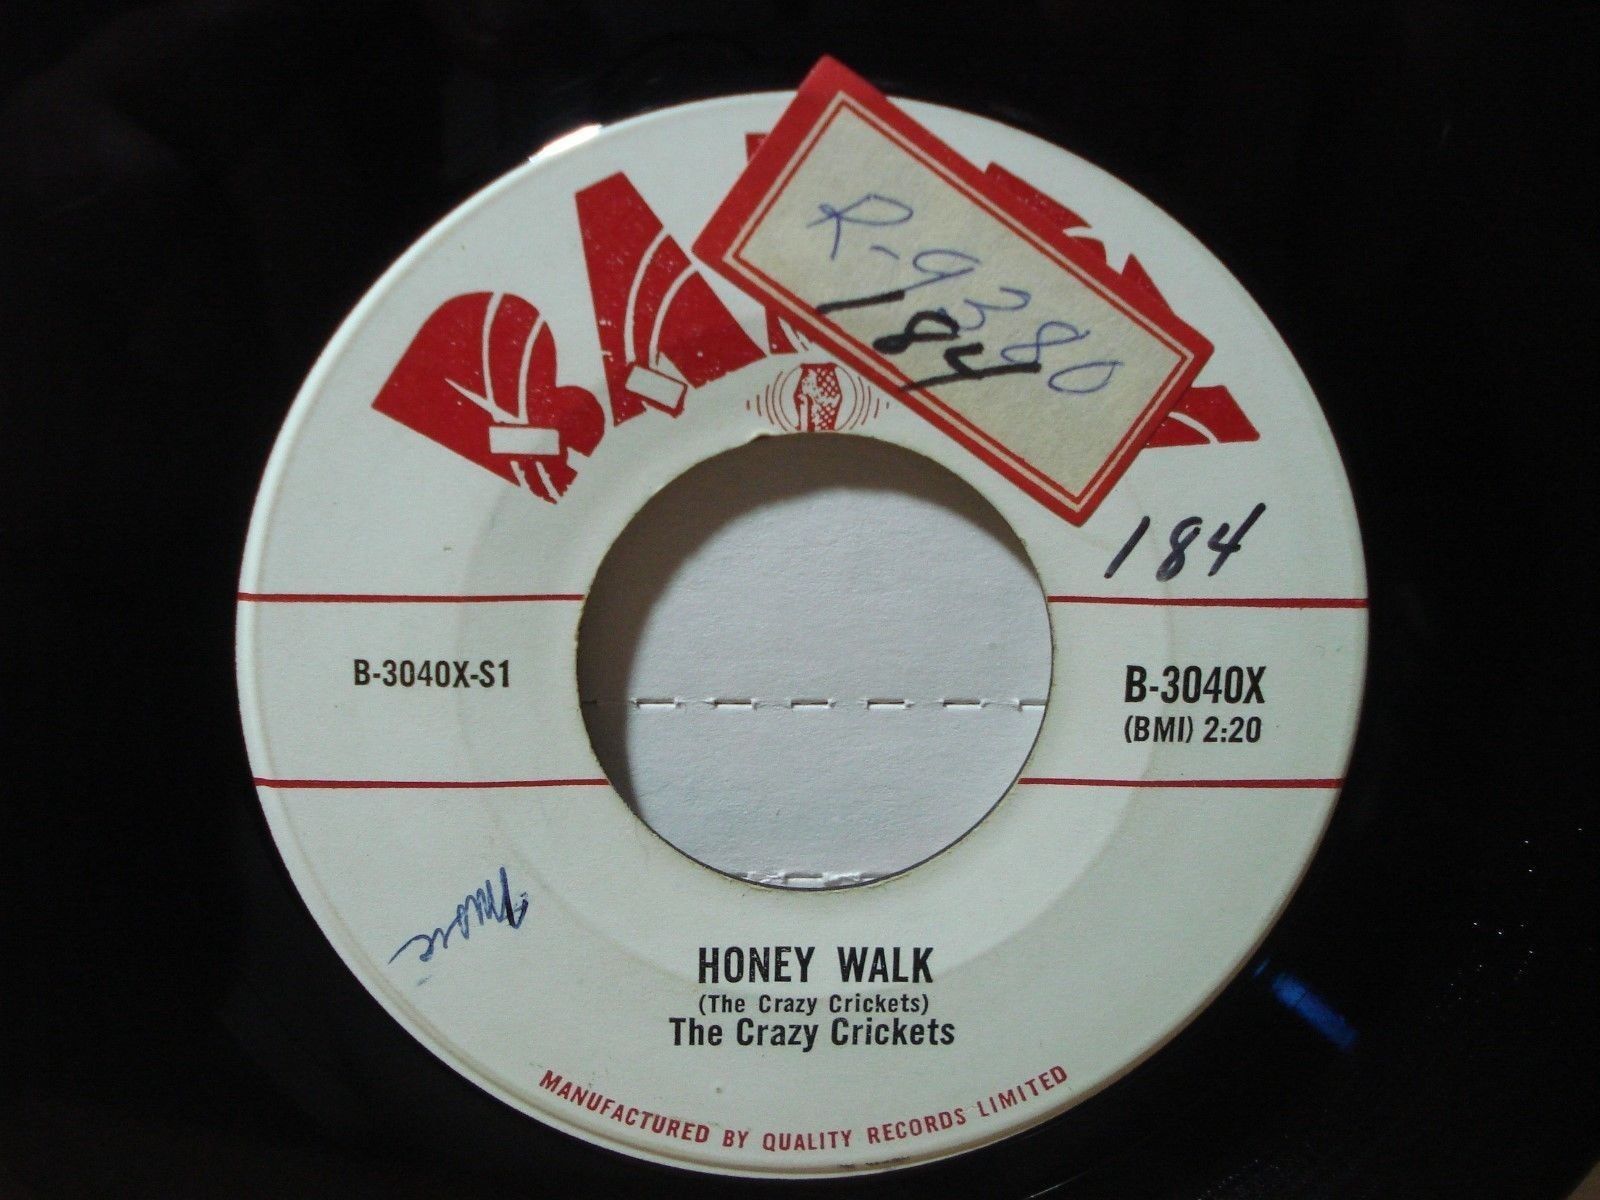 R-9380
184
184
B-3040X-S1
B-3040X
(BMI) 2:20
HONEY WALK
(The Crazy Crickets)
The Crazy Crickets
MANUFACTURED BY QUALITY RECORDS LIMITED